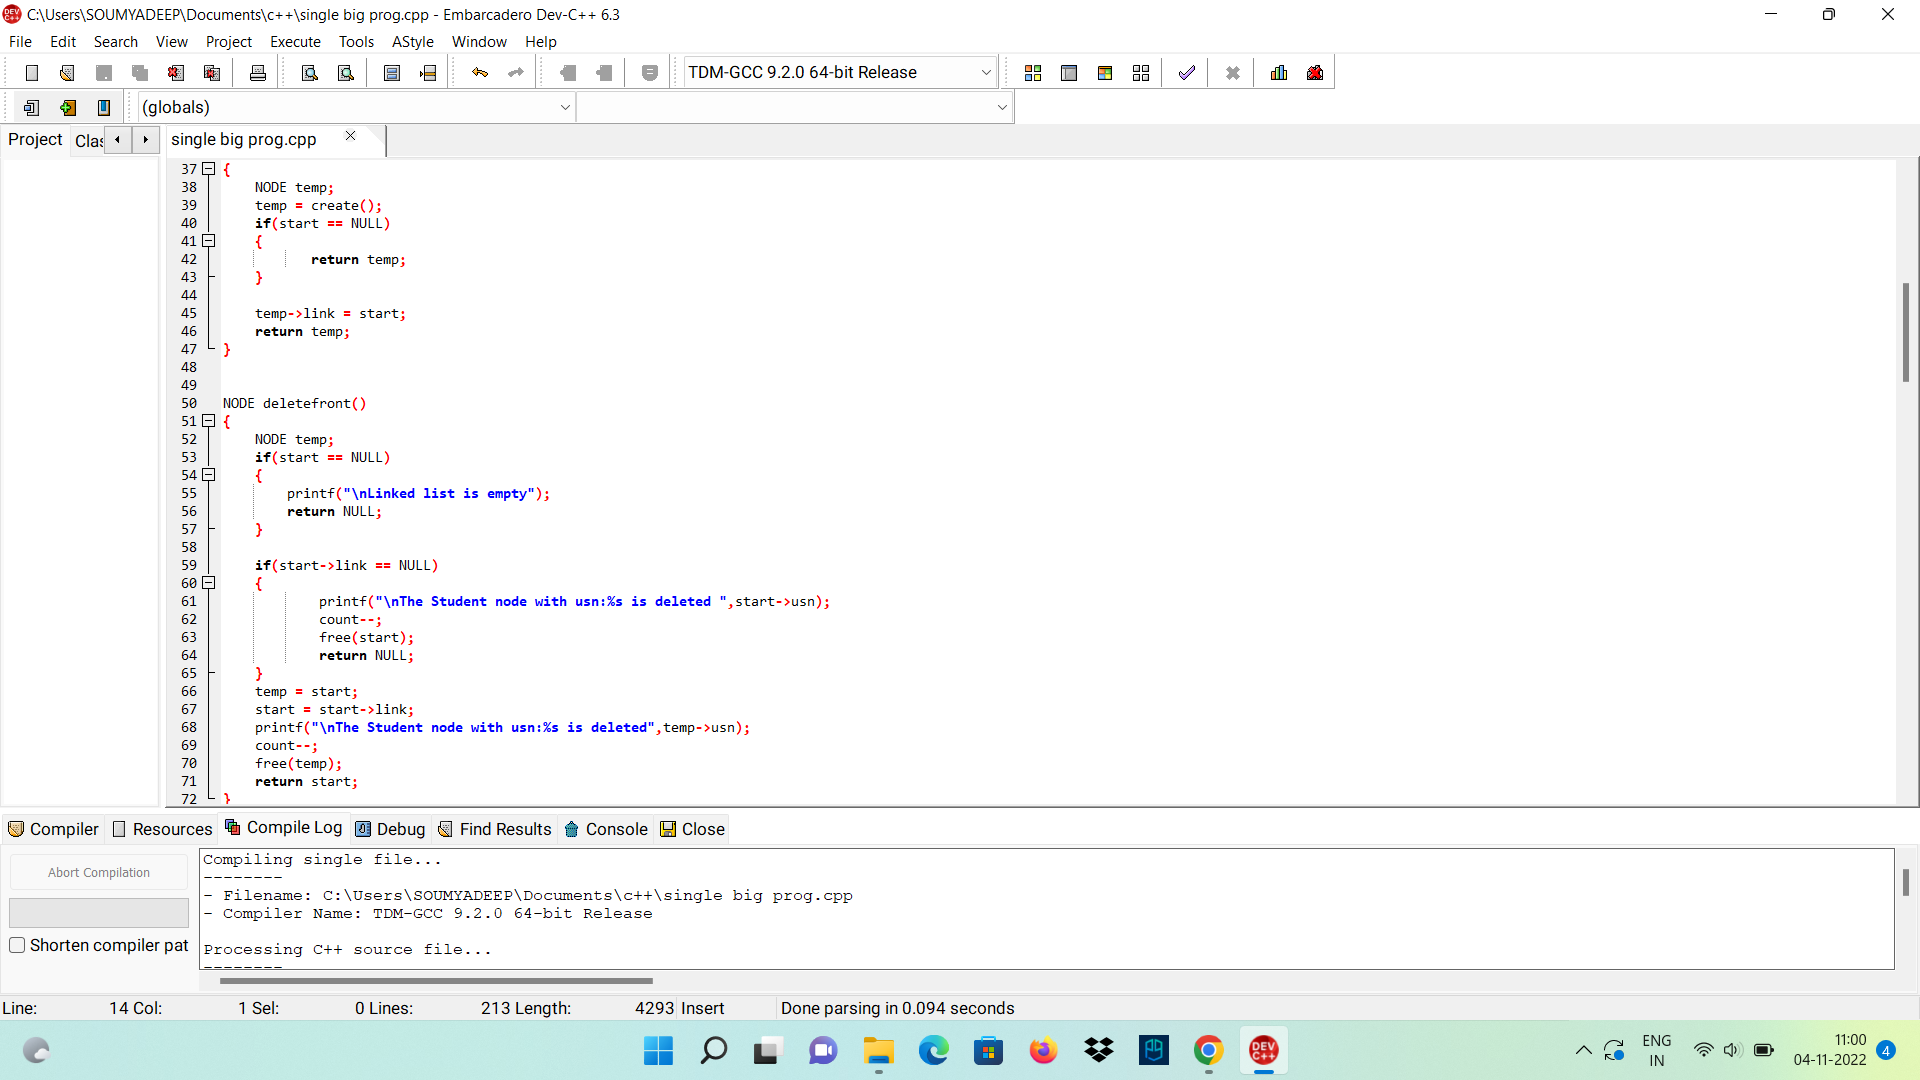 C:\Users\SOUMYADEEP\Documents\c++\single big prog.cpp - Embarcadero Dev-C++ 6.3
File Edit Search View Project Execute Tools AStyle Window Help
TDM-GCC 9.2.0 64-bit Release
(globals)
Project Clas single big prog.cpp
37 {
38 NODE temp;
39 temp = create();
40 if(start == NULL)
41 {
42 return temp;
43 }
44
45 temp->link = start;
46 return temp;
47 }
48
49
50 NODE deletefront()
51 {
52 NODE temp;
53 if(start == NULL)
54 {
55 printf("\nLinked list is empty");
56 return NULL;
57 }
58
59 if(start->link == NULL)
60 {
61 printf("\nThe Student node with usn:%s is deleted ",start->usn);
62 count--;
63 free(start);
64 return NULL;
65 }
66 temp = start;
67 start = start->link;
68 printf("\nThe Student node with usn:%s is deleted",temp->usn);
69 count--;
70 free(temp);
71 return start;
72 }
Compiler Resources Compile Log Debug Find Results Console Close
Abort Compilation
Shorten compiler pat
Compiling single file...
--------
- Filename: C:\Users\SOUMYADEEP\Documents\c++\single big prog.cpp
- Compiler Name: TDM-GCC 9.2.0 64-bit Release

Processing C++ source file...
--------
Line: 14 Col: 1 Sel: 0 Lines: 213 Length: 4293 Insert Done parsing in 0.094 seconds
DEV C++
ENG
IN
11:00
04-11-2022
4